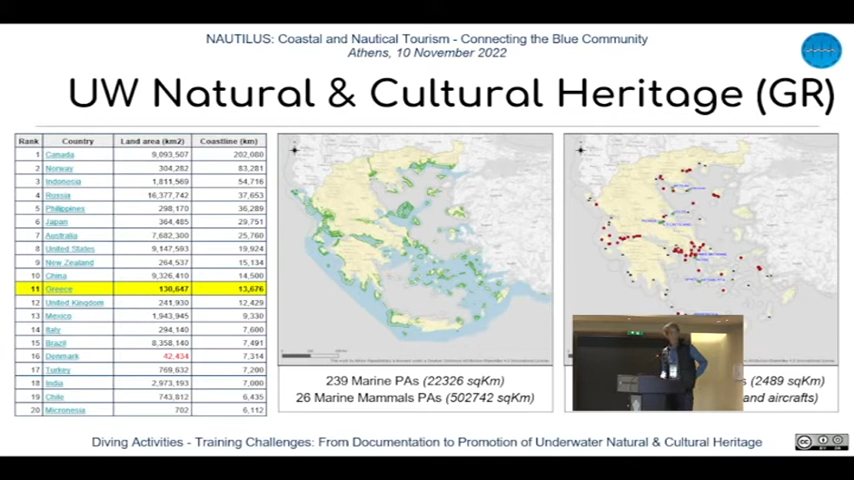 NAUTILUS: Coastal and Nautical Tourism - Connecting the Blue Community
Athens, 10 November 2022
UW Natural & Cultural Heritage (GR)
Rank Country Land area (km2) Coastline (km)
1 Canada 9,093,507 202,080
2 Norway 304,282 83,281
3 Indonesia 1,811,569 54,716
4 Russia 16,377,742 37,653
5 Philippines 298,170 36,289
6 Japan 364,485 29,751
7 Australia 7,682,300 25,760
8 United States 9,147,593 19,924
9 New Zealand 264,537 15,134
10 China 9,326,410 14,500
11 Greece 130,647 13,676
12 United Kingdom 241,930 12,429
13 Mexico 1,943,945 9,330
14 Italy 294,140 7,600
15 Brazil 8,358,140 7,491
16 Denmark 42,434 7,314
17 Turkey 769,632 7,200
18 India 2,973,193 7,000
19 Chile 743,812 6,435
20 Micronesia 702 6,112
239 Marine PAs (22326 sqKm)
26 Marine Mammals PAs (502742 sqKm)
(2489 sqKm)
and aircrafts)
Diving Activities - Training Challenges: From Documentation to Promotion of Underwater Natural & Cultural Heritage